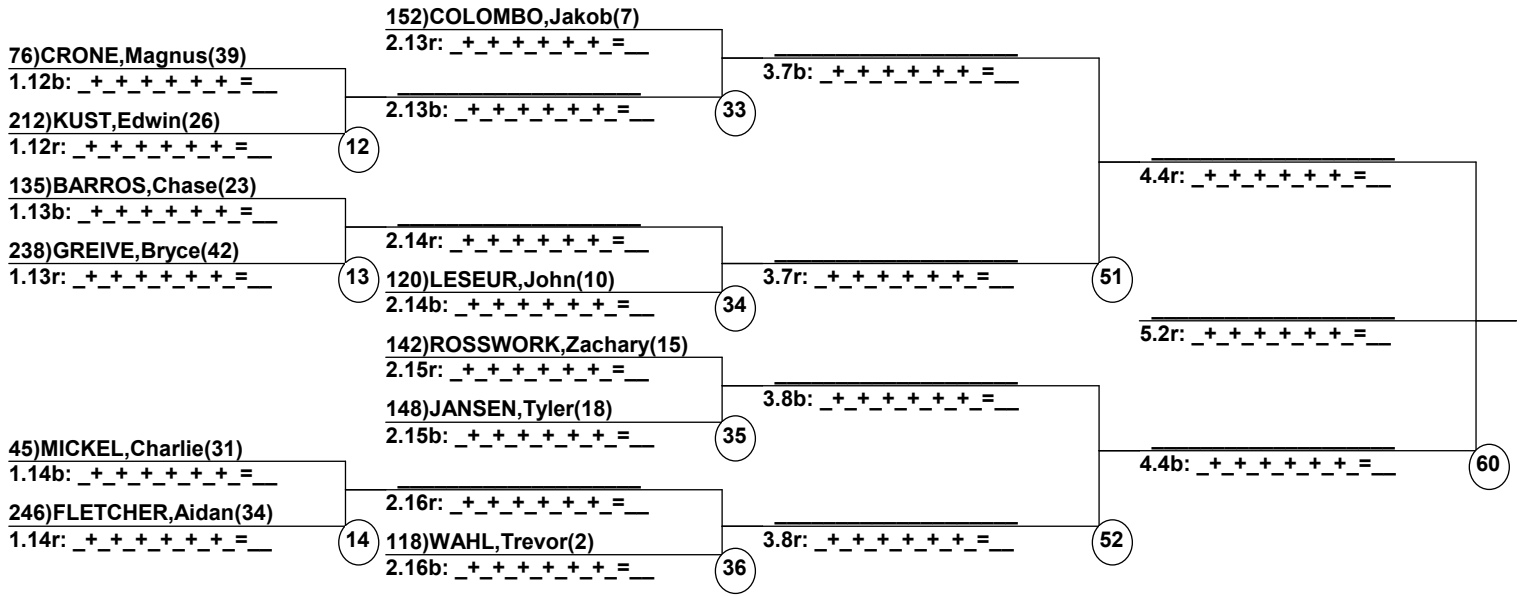 152)COLOMBO,Jakob(7)
2.13r: _+_+_+_+_+_=__
76)CRONE,Magnus(39)
1.12b: _+_+_+_+_+_=__
3.7b: _+_+_+_+_+_=__
2.13b: _+_+_+_+_+_=__
33
212)KUST,Edwin(26)
1.12r: _+_+_+_+_+_=__
12
4.4r: _+_+_+_+_+_=__
135)BARROS,Chase(23)
1.13b: _+_+_+_+_+_=__
2.14r: _+_+_+_+_+_=__
238)GREIVE,Bryce(42)
1.13r: _+_+_+_+_+_=__
13
3.7r: _+_+_+_+_+_=__
51
120)LESEUR,John(10)
2.14b: _+_+_+_+_+_=__
34
5.2r: _+_+_+_+_+_=__
142)ROSSWORK,Zachary(15)
2.15r: _+_+_+_+_+_=__
3.8b: _+_+_+_+_+_=__
148)JANSEN,Tyler(18)
2.15b: _+_+_+_+_+_=__
35
45)MICKEL,Charlie(31)
1.14b: _+_+_+_+_+_=__
4.4b: _+_+_+_+_+_=__
60
2.16r: _+_+_+_+_+_=__
246)FLETCHER,Aidan(34)
1.14r: _+_+_+_+_+_=__
14
118)WAHL,Trevor(2)
2.16b: _+_+_+_+_+_=__
36
3.8r: _+_+_+_+_+_=__
52